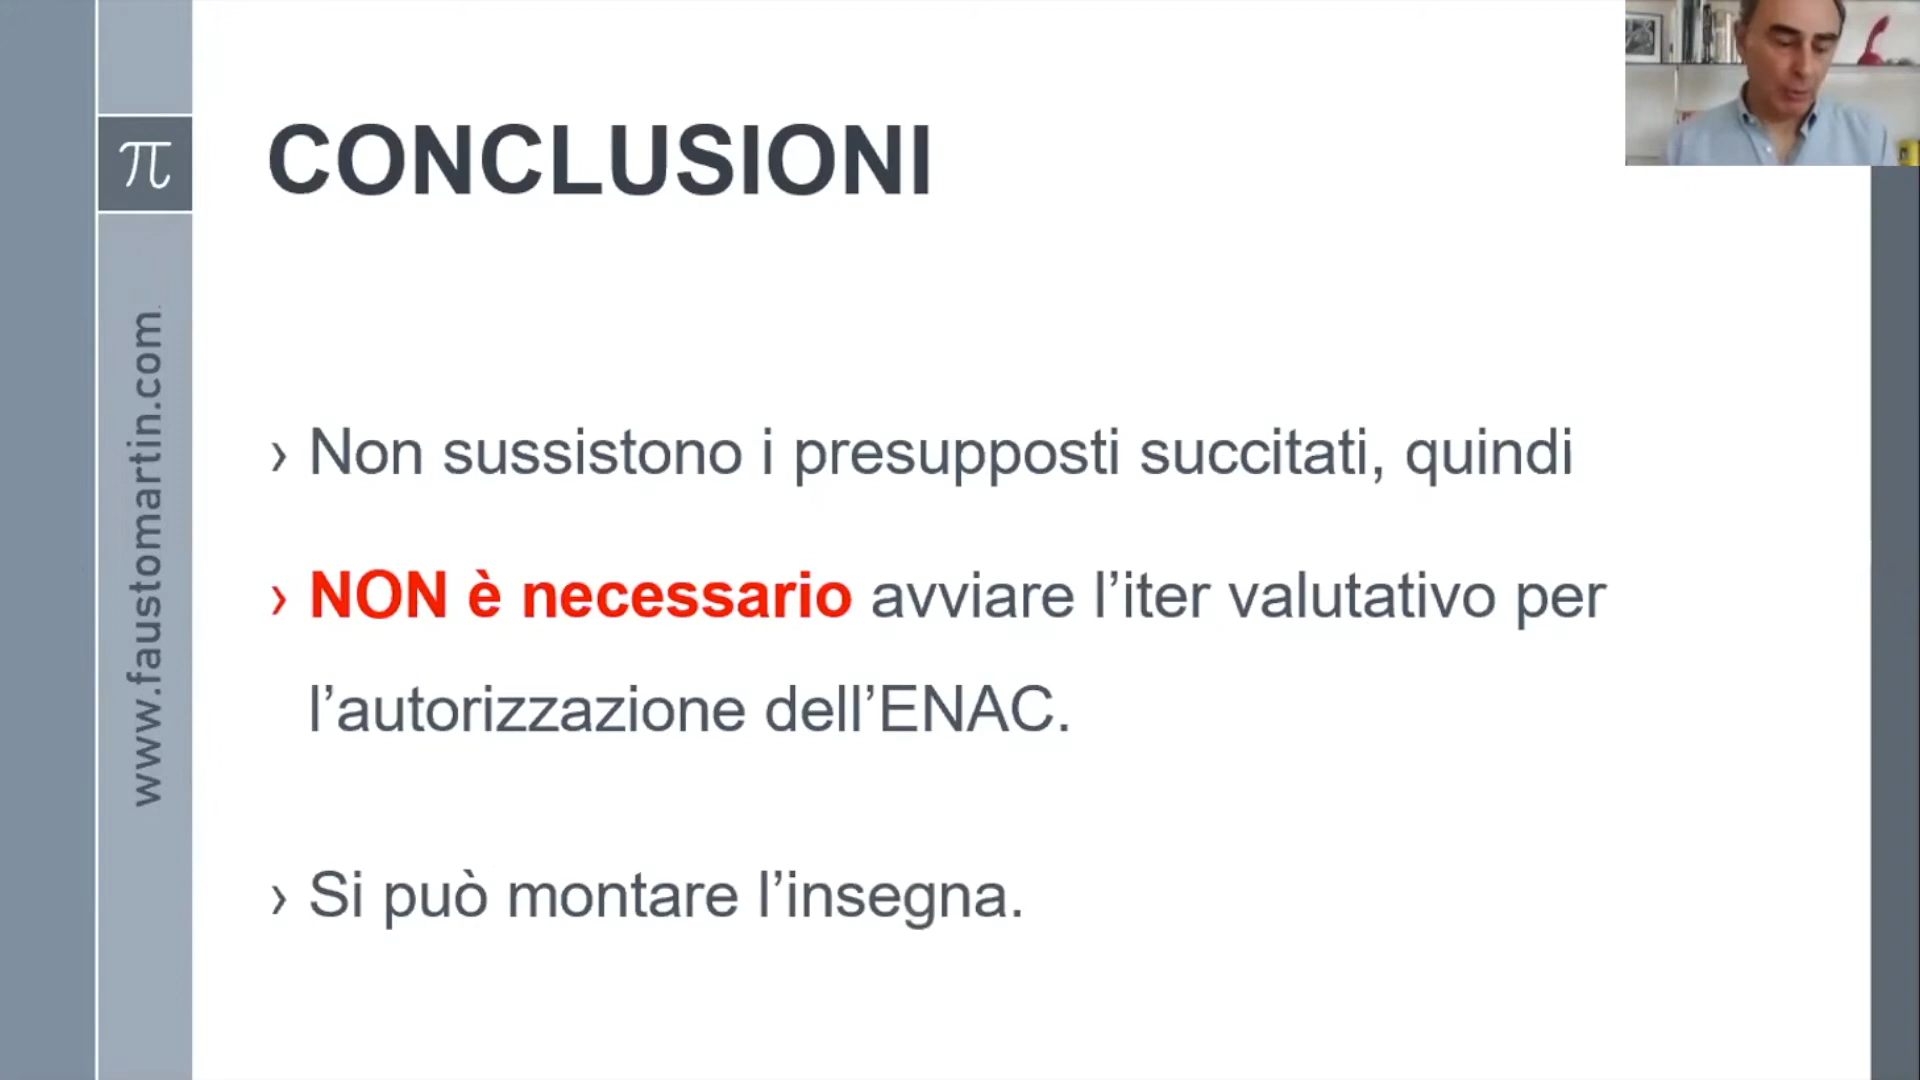 π
CONCLUSIONI
› Non sussistono i presupposti succitati, quindi
› NON è necessario avviare l’iter valutativo per
l’autorizzazione dell’ENAC.
› Si può montare l’insegna.
www.faustomartin.com